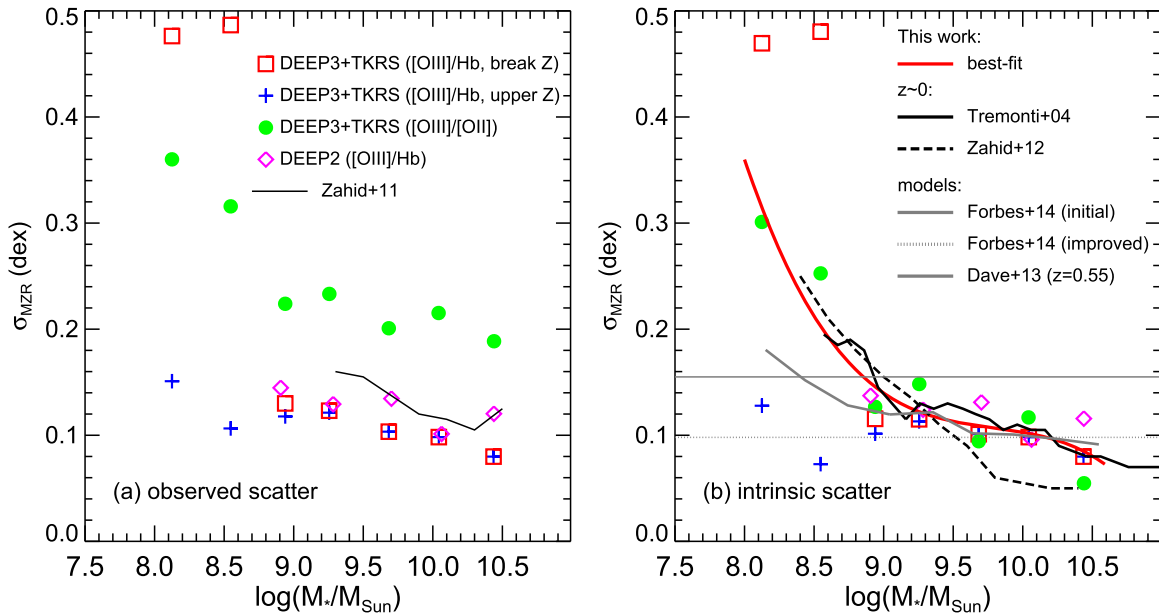 0.5
0.4
0.3
0.2
0.1
0.0
σMZR (dex)
DEEP3+TKRS ([OIII]/Hb, break Z)
DEEP3+TKRS ([OIII]/Hb, upper Z)
DEEP3+TKRS ([OIII]/[OII])
DEEP2 ([OIII]/Hb)
Zahid+11
(a) observed scatter
7.5 8.0 8.5 9.0 9.5 10.0 10.5
log(M*/MSun)
0.5
0.4
0.3
0.2
0.1
0.0
σMZR (dex)
This work:
best-fit
z~0:
Tremonti+04
Zahid+12
models:
Forbes+14 (initial)
Forbes+14 (improved)
Dave+13 (z=0.55)
(b) intrinsic scatter
7.5 8.0 8.5 9.0 9.5 10.0 10.5
log(M*/MSun)